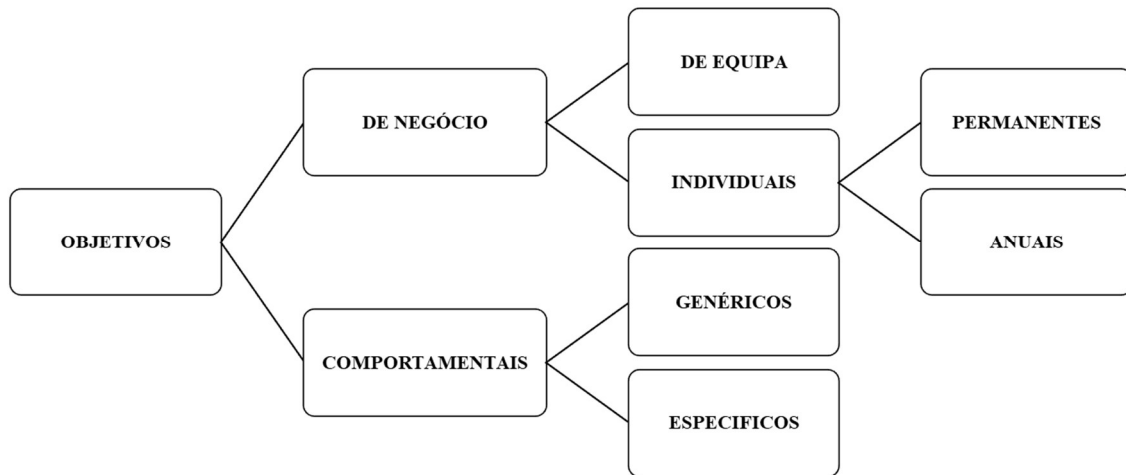 OBJETIVOS
DE NEGÓCIO
DE EQUIPA
INDIVIDUAIS
PERMANENTES
ANUAIS
COMPORTAMENTAIS
GENÉRICOS
ESPECIFICOS